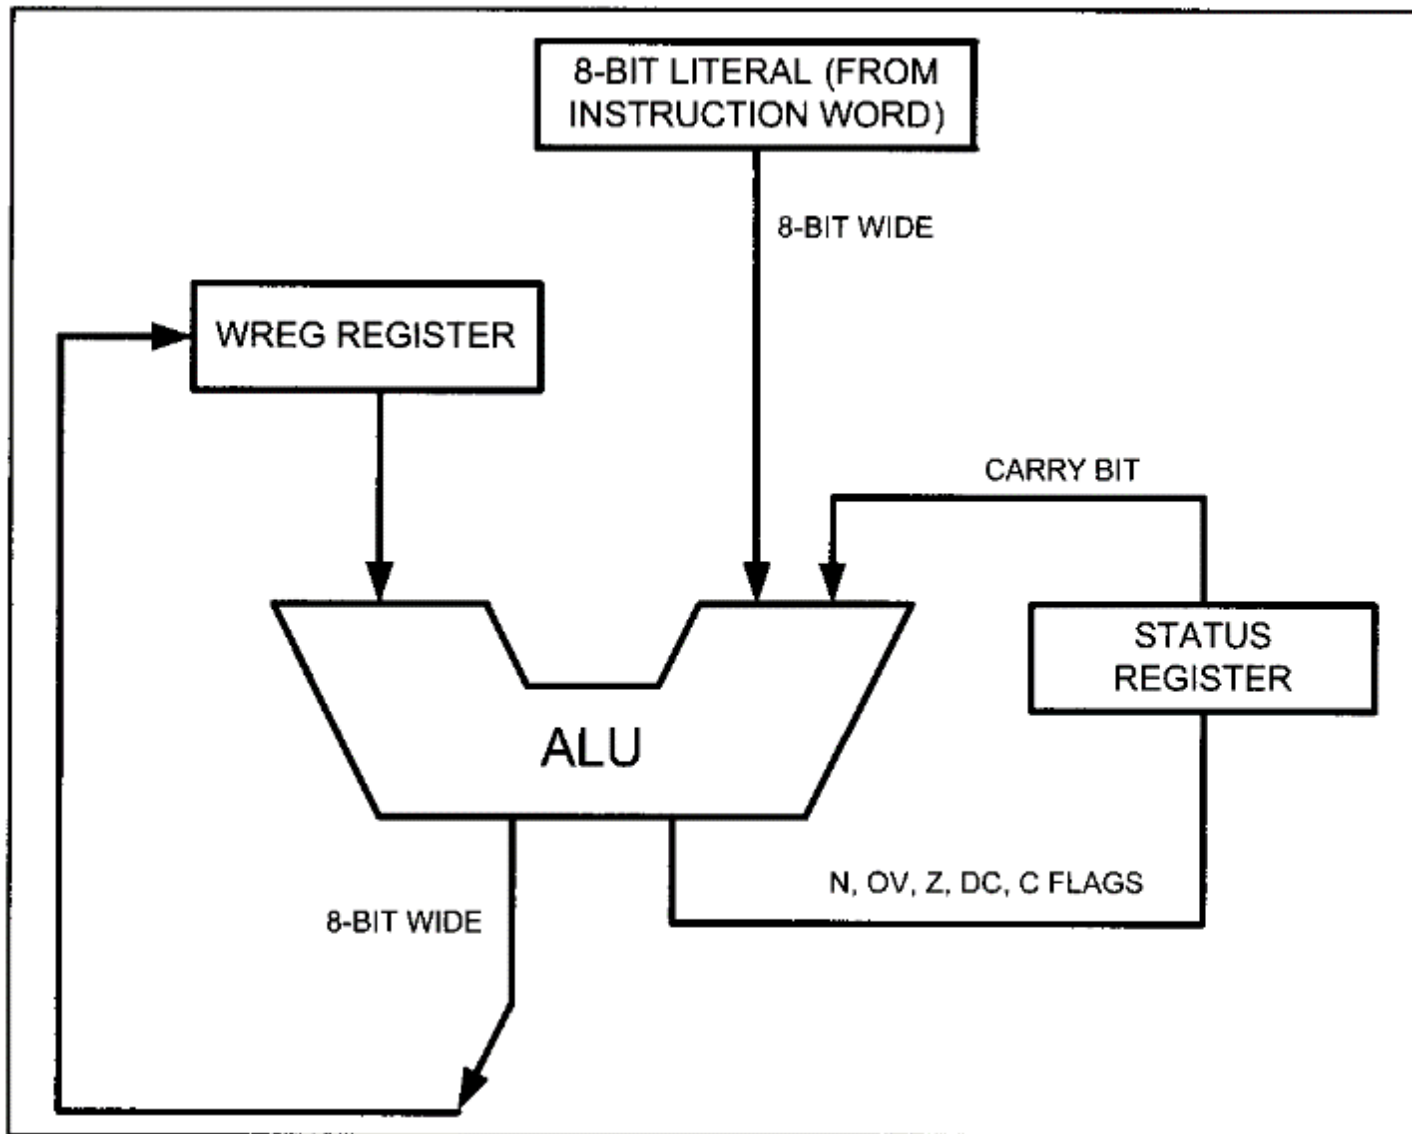 8-BIT LITERAL (FROM
INSTRUCTION WORD)
8-BIT WIDE
WREG REGISTER
CARRY BIT
STATUS
REGISTER
ALU
N, OV, Z, DC, C FLAGS
8-BIT WIDE